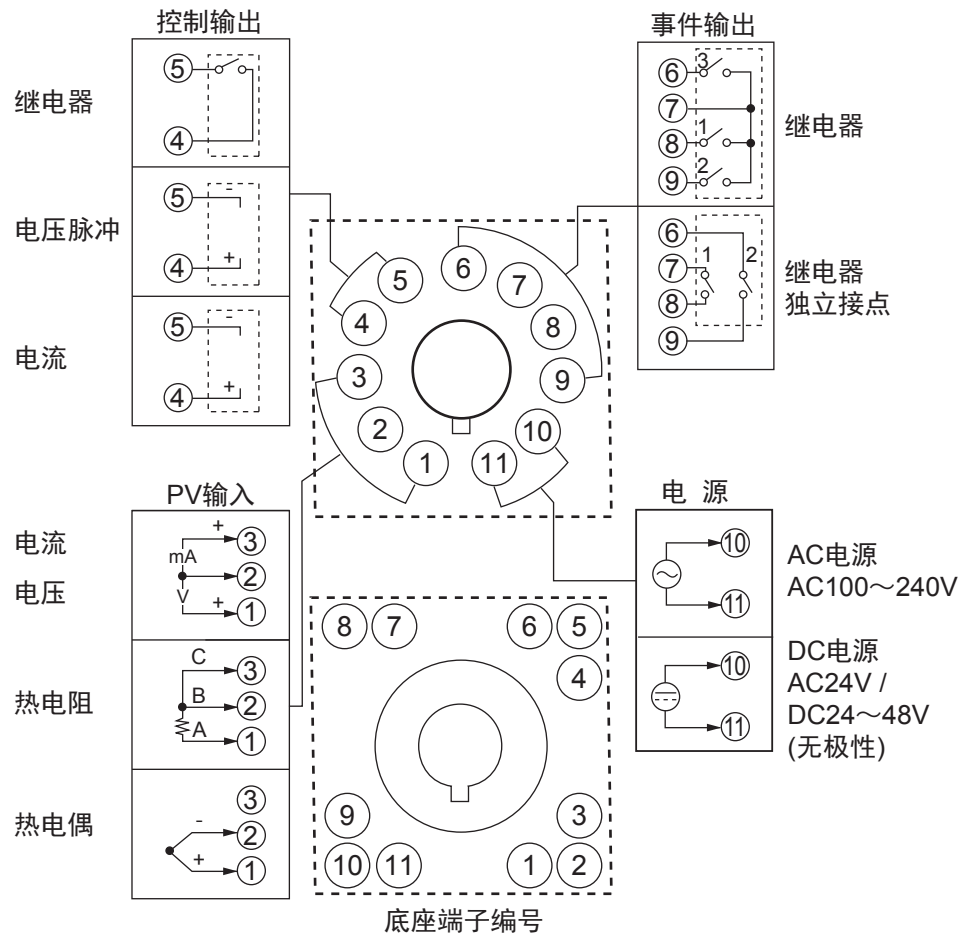 控制输出
继电器
⑤
④
电压脉冲
⑤ -
④ +
电流
⑤ -
④ +
事件输出
⑥ 3
⑦
⑧ 1
⑨ 2
继电器
⑥
⑦ 1 2
⑧
⑨
继电器
独立接点
⑤ ⑥ ⑦
④ ⑧
③ ⑨
② ⑩
① ⑪
PV输入
电流
电压
+ ③
mA
②
V + ①
热电阻
C ③
B ②
A ①
热电偶
③
- ②
+ ①
电 源
⑩
⑪
AC电源
AC100～240V
⑩
⑪
DC电源
AC24V /
DC24～48V
(无极性)
⑧ ⑦ ⑥ ⑤
④
⑨ ③
⑩ ⑪ ① ②
底座端子编号